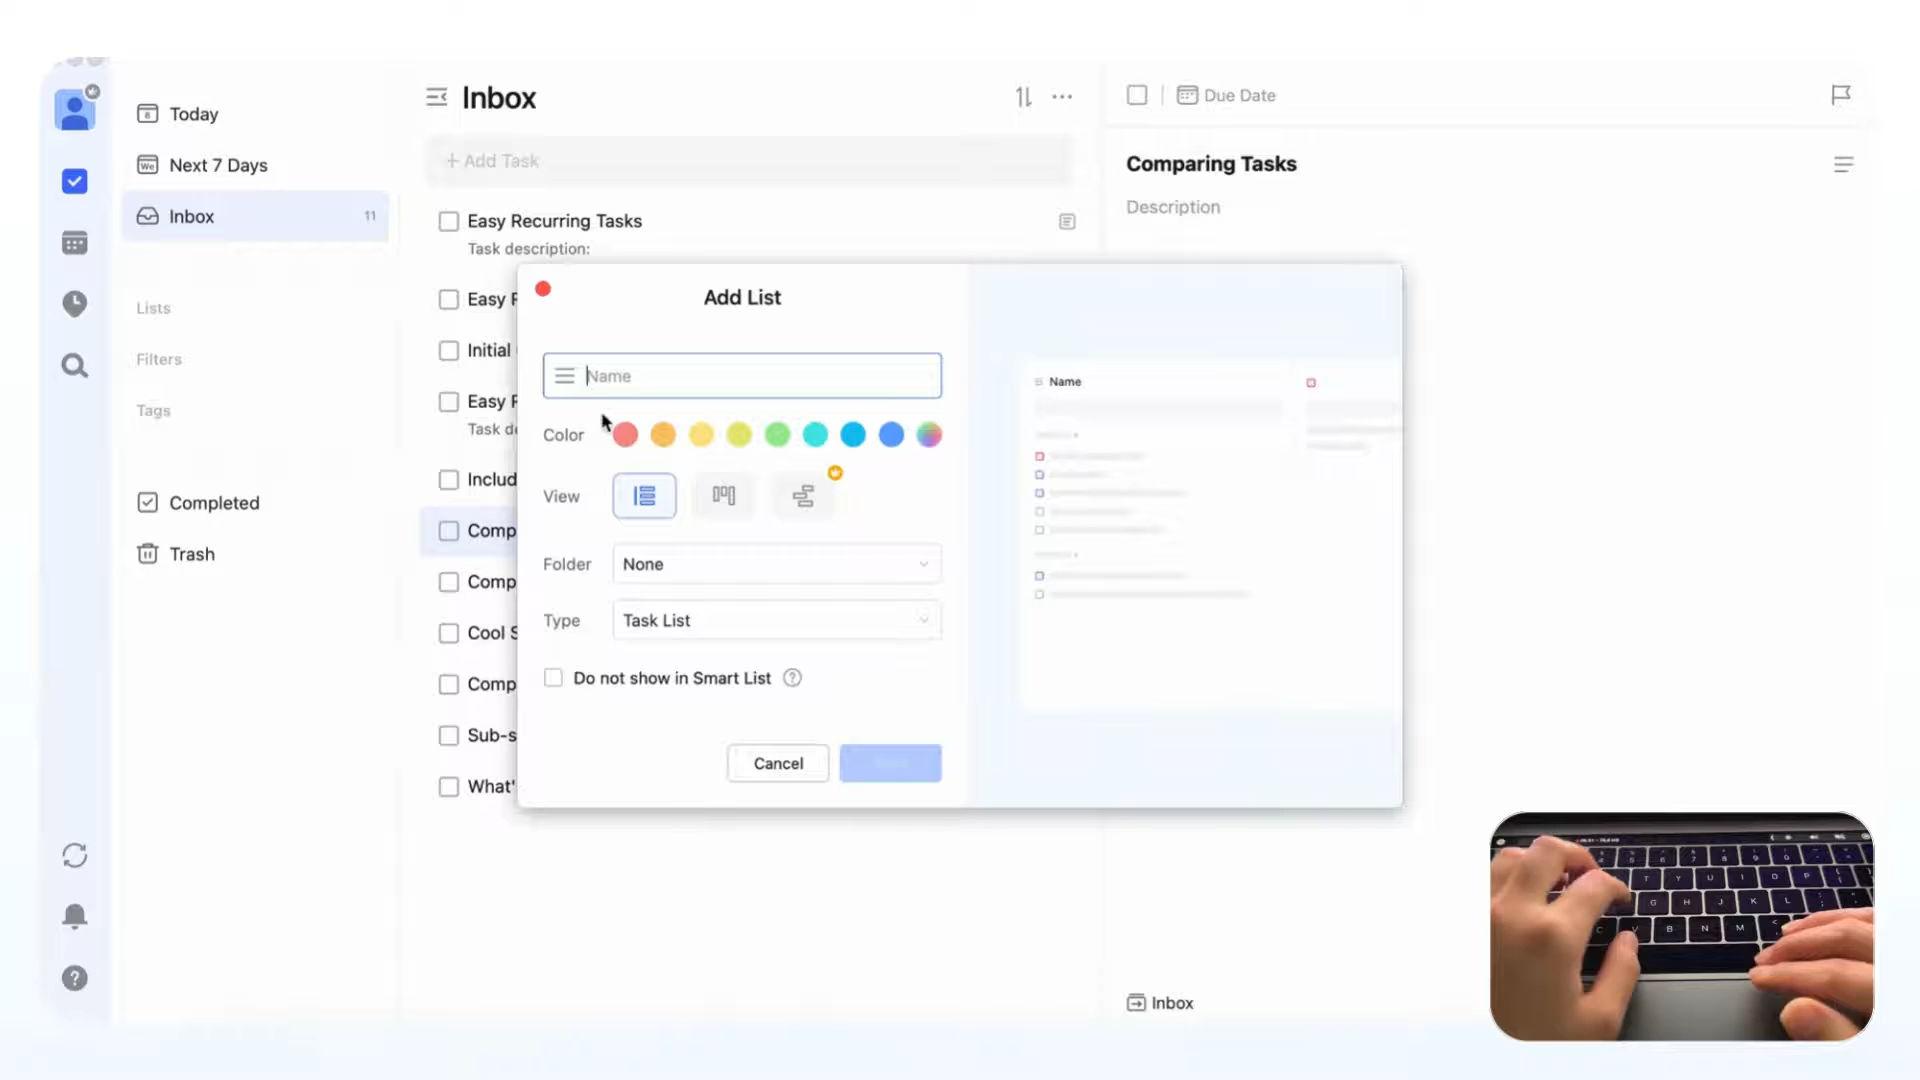 Today
Next 7 Days
Inbox
11
Lists
Filters
Tags
Completed
Trash
Inbox
+ Add Task
Easy Recurring Tasks
Task description:
Easy
Initial
Easy
Task
Includ
Comp
Comp
Cool S
Comp
Sub-s
What'
Add List
Name
Color
View
Folder
None
Type
Task List
Do not show in Smart List
?
Cancel
Name
Due Date
Comparing Tasks
Description
Inbox